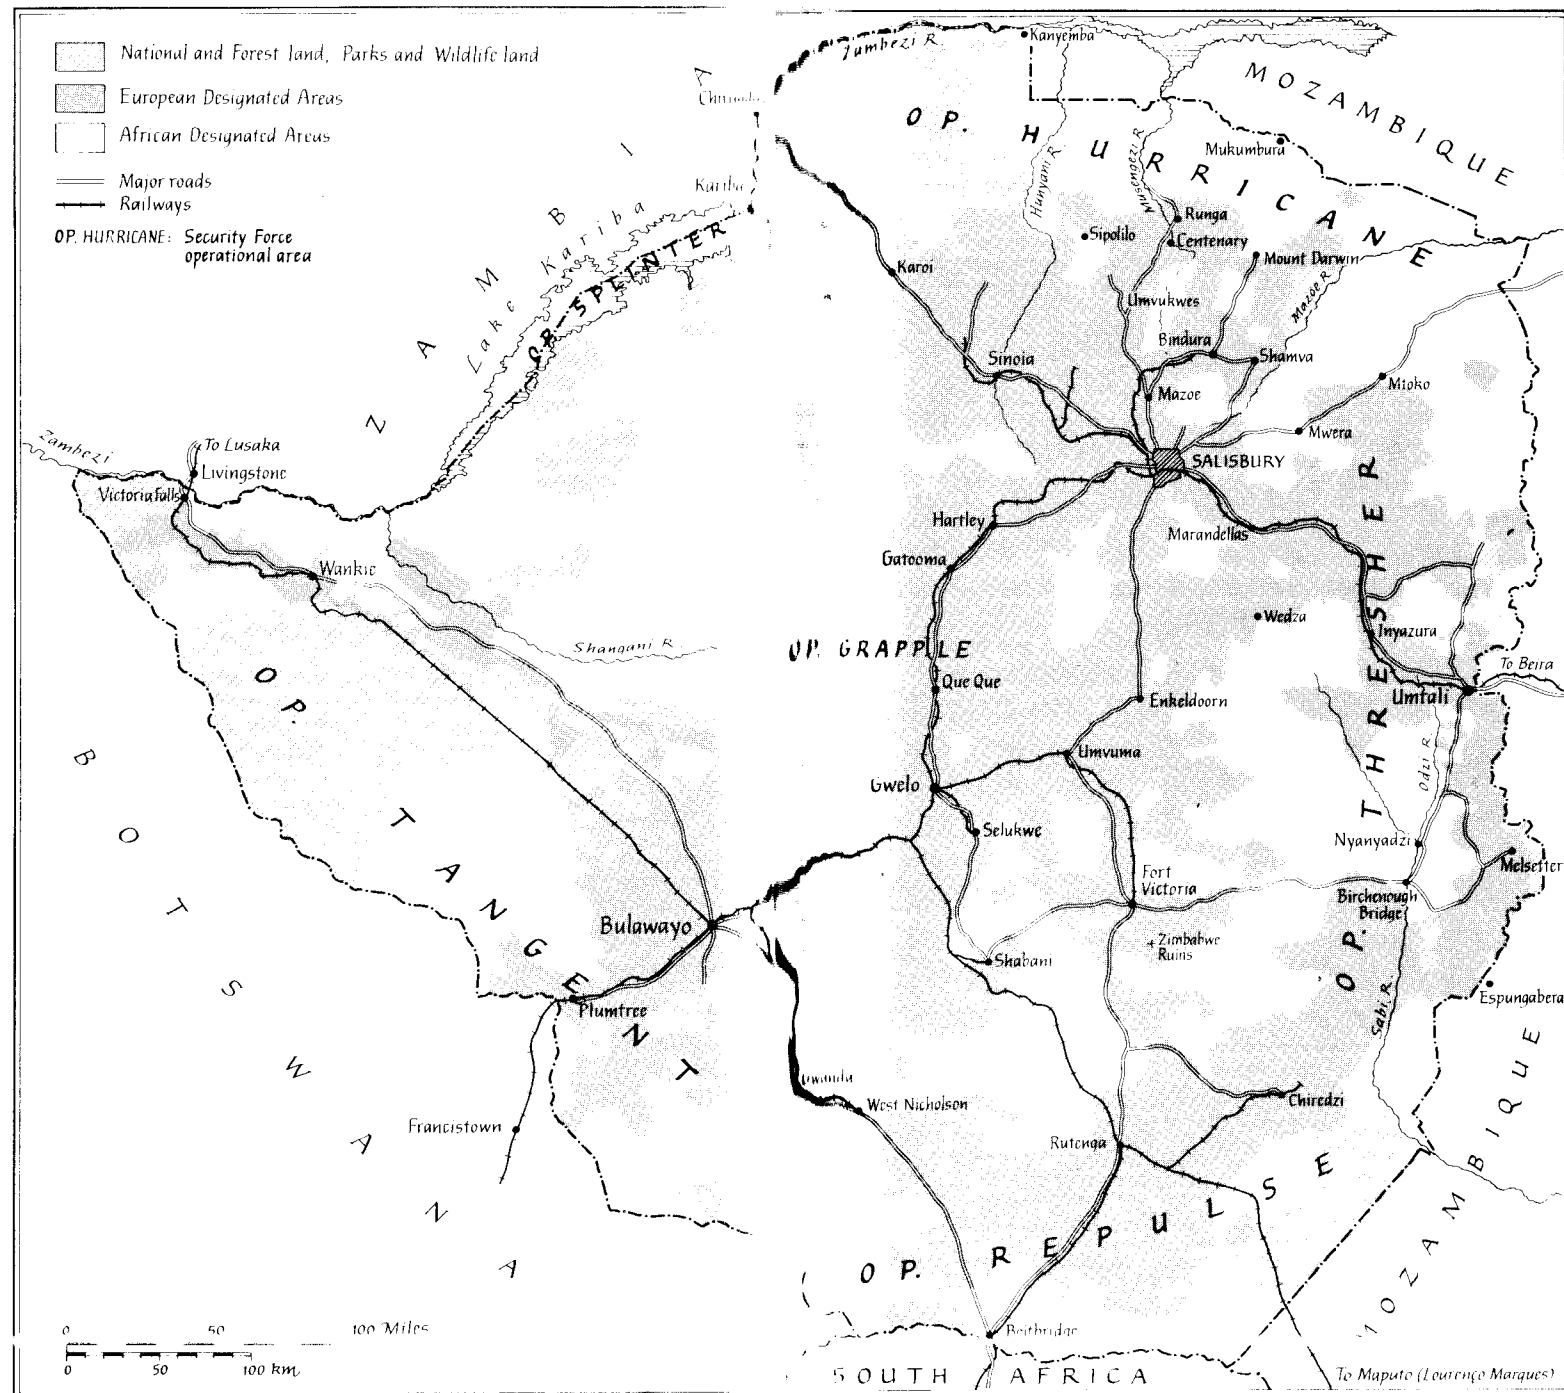 National and Forest land, Parks and Wildlife land
European Designated Areas
African Designated Areas
Major roads
Railways
OP. HURRICANE: Security Force
operational area
ZAMBIA
Kariba
Lake Kariba
OP. SPLINTER
Zambezi
To Lusaka
Livingstone
Victoria Falls
Wankie
Shangani R
OP. TANGENT
BOTSWANA
Bulawayo
Plumtree
Francistown
0 50 100 Miles
0 50 100 km
Zambezi R.
Kanyemba
MOZAMBIQUE
OP. HURRICANE
Hunyani R.
Musengezi R.
Mukumbura
Runga
Sipolilo
Centenary
Mount Darwin
Karoi
Umvukwes
Mazoe R.
Bindura
Shamva
Sinoia
Mazoe
Mtoko
Mwera
SALISBURY
Hartley
Marandellas
Gatooma
Wedza
Inyazura
OP. GRAPPLE
To Beira
Que Que
Enkeldoorn
Umtali
OP. THRESHER
Umvuma
Odzi R.
Gwelo
Selukwe
Nyanyadzi
Melsetter
Fort
Victoria
Birchenough
Bridge
Zimbabwe
Ruins
Shabani
Espungabera
Sabi R.
West Nicholson
Chiredzi
Rutenga
OP. REPULSE
MOZAMBIQUE
Beitbridge
SOUTH AFRICA
To Maputo (Lourenço Marques)